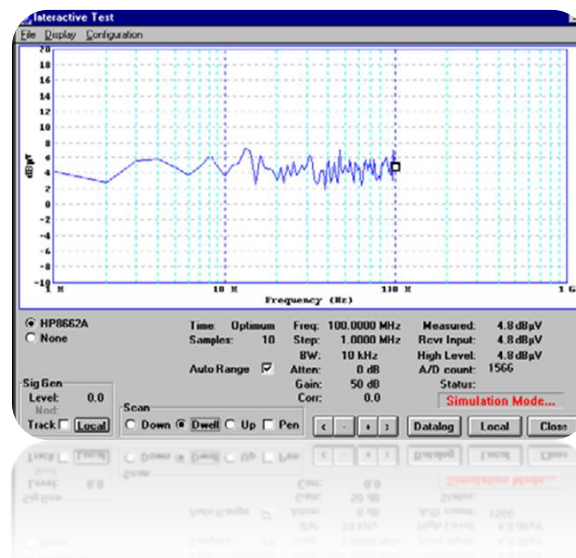 Interactive Test
File Display Configuration
20
18
16
14
12
10
8
6
4
2
0
-2
-4
-6
-8
-10
dBµV
1 M 10 M 100 M 1 G
Frequency (Hz)
HP8662A
None
Time: Optimum
Samples: 10
Auto Range
Freq: 100.0000 MHz
Step: 1.0000 MHz
BW: 10 kHz
Atten: 0 dB
Gain: 50 dB
Corr: 0.0
Measured: 4.8 dBµV
Rcvr Input: 4.8 dBµV
High Level: 4.8 dBµV
A/D count: 1566
Status:
Simulation Mode...
Sig Gen
Level: 0.0
Mod:
Track Local
Scan
Down Dwell Up Pen
< - + > Datalog Local Close